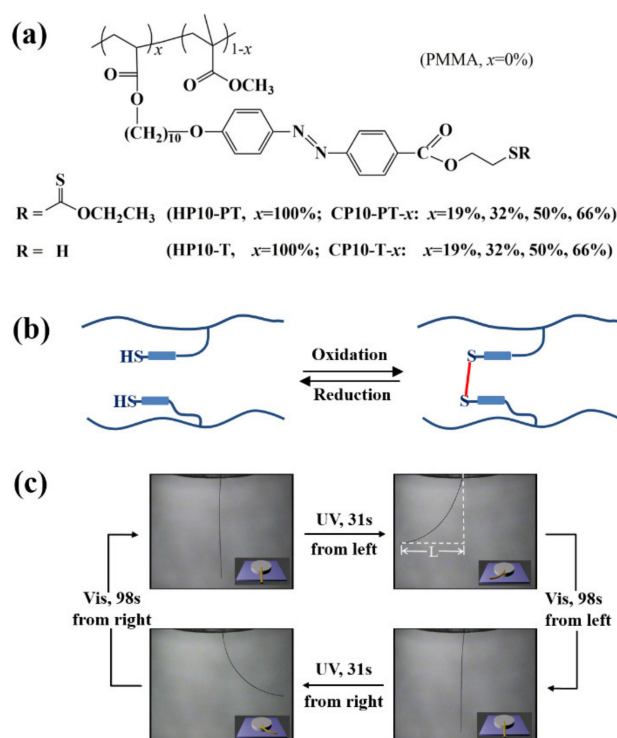 (a)
x
1-x
(PMMA, x=0%)
O
O
O
OCH₃
(CH₂)₁₀
O
N
N
C
O
O
SR
S
R =
OCH₂CH₃
(HP10-PT, x=100%; CP10-PT-x: x=19%, 32%, 50%, 66%)
R = H
(HP10-T, x=100%; CP10-T-x: x=19%, 32%, 50%, 66%)
(b)
HS
HS
Oxidation
Reduction
S
S
(c)
UV, 31s
from left
L
Vis, 98s
from right
Vis, 98s
from left
UV, 31s
from right